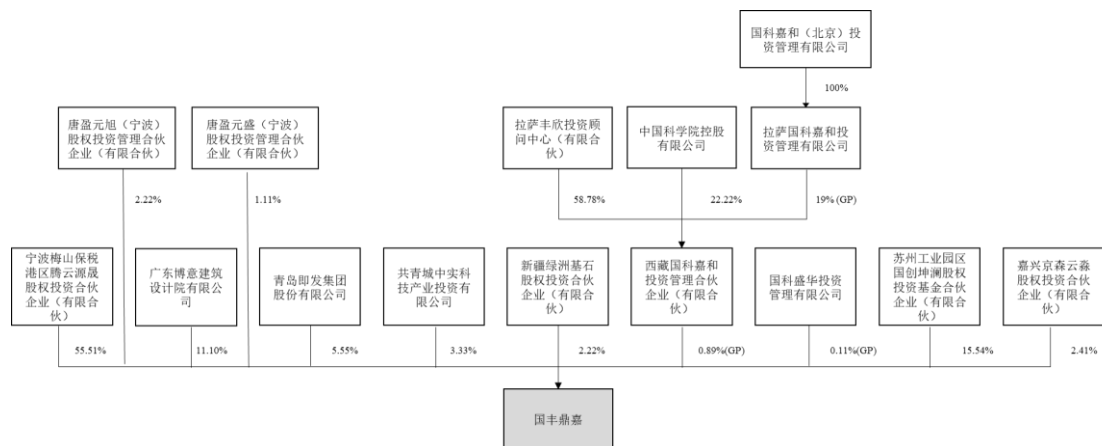 国科嘉和（北京）投
资管理有限公司
100%
唐盈元旭（宁波）
股权投资管理合伙
企业（有限合伙）
唐盈元盛（宁波）
股权投资管理合伙
企业（有限合伙）
拉萨丰欣投资顾
问中心（有限合
伙）
中国科学院控股
有限公司
拉萨国科嘉和投
资管理有限公司
2.22%
1.11%
58.78%
22.22%
19% (GP)
宁波梅山保税
港区腾云源晟
股权投资合伙
企业（有限合
伙）
广东博意建筑
设计院有限公
司
青岛即发集团
股份有限公司
共青城中实科
技产业投资有
限公司
新疆绿洲基石
股权投资合伙
企业（有限合
伙）
西藏国科嘉和
投资管理合伙
企业（有限合
伙）
国科盛华投资
管理有限公司
苏州工业园区
国创坤澜股权
投资基金合伙
企业（有限合
伙）
嘉兴京森云淼
股权投资合伙
企业（有限合
伙）
55.51%
11.10%
5.55%
3.33%
2.22%
0.89%(GP)
0.11%(GP)
15.54%
2.41%
国丰鼎嘉